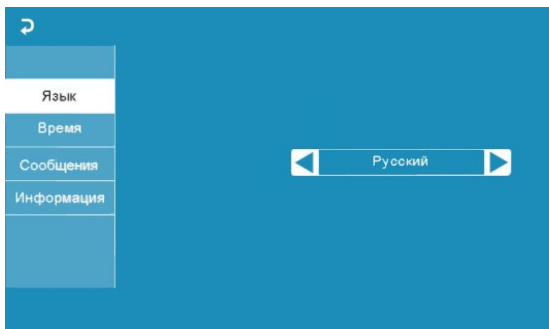 Язык
Время
Сообщения
Информация
Русский